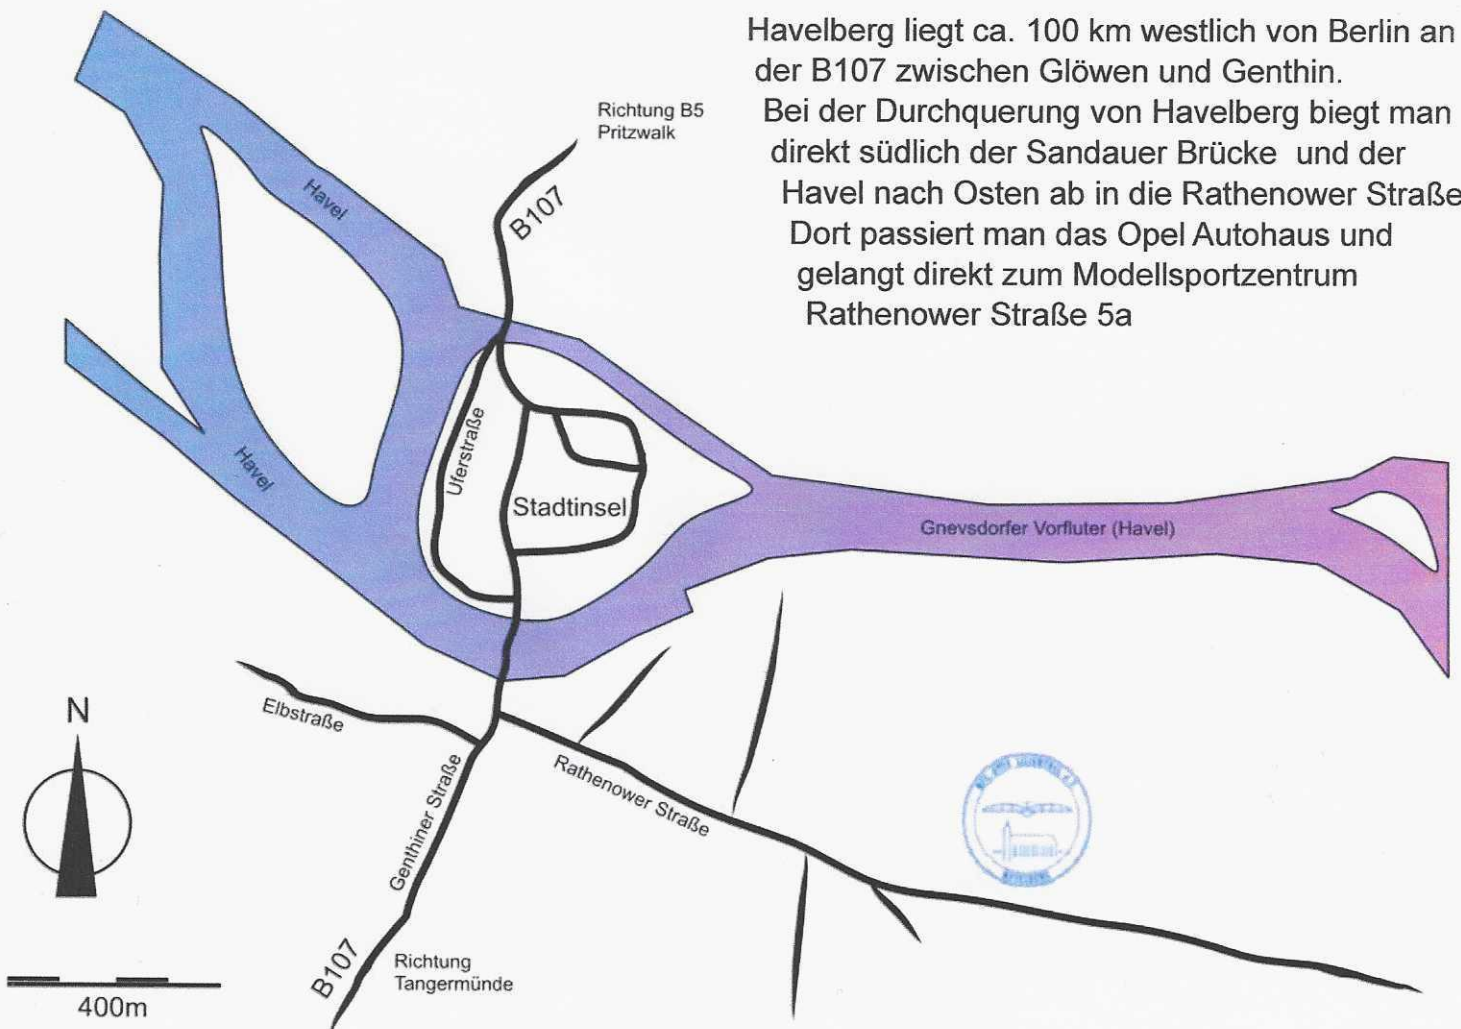 Havelberg liegt ca. 100 km westlich von Berlin an
der B107 zwischen Glöwen und Genthin.
Bei der Durchquerung von Havelberg biegt man
direkt südlich der Sandauer Brücke und der
Havel nach Osten ab in die Rathenower Straße
Dort passiert man das Opel Autohaus und
gelangt direkt zum Modellsportzentrum
Rathenower Straße 5a
Richtung B5
Pritzwalk
B107
Havel
Uferstraße
Havel
Stadtinsel
Gnevsdorfer Vorfluter (Havel)
Elbstraße
N
Rathenower Straße
Genthiner Straße
B107
Richtung
Tangermünde
400m